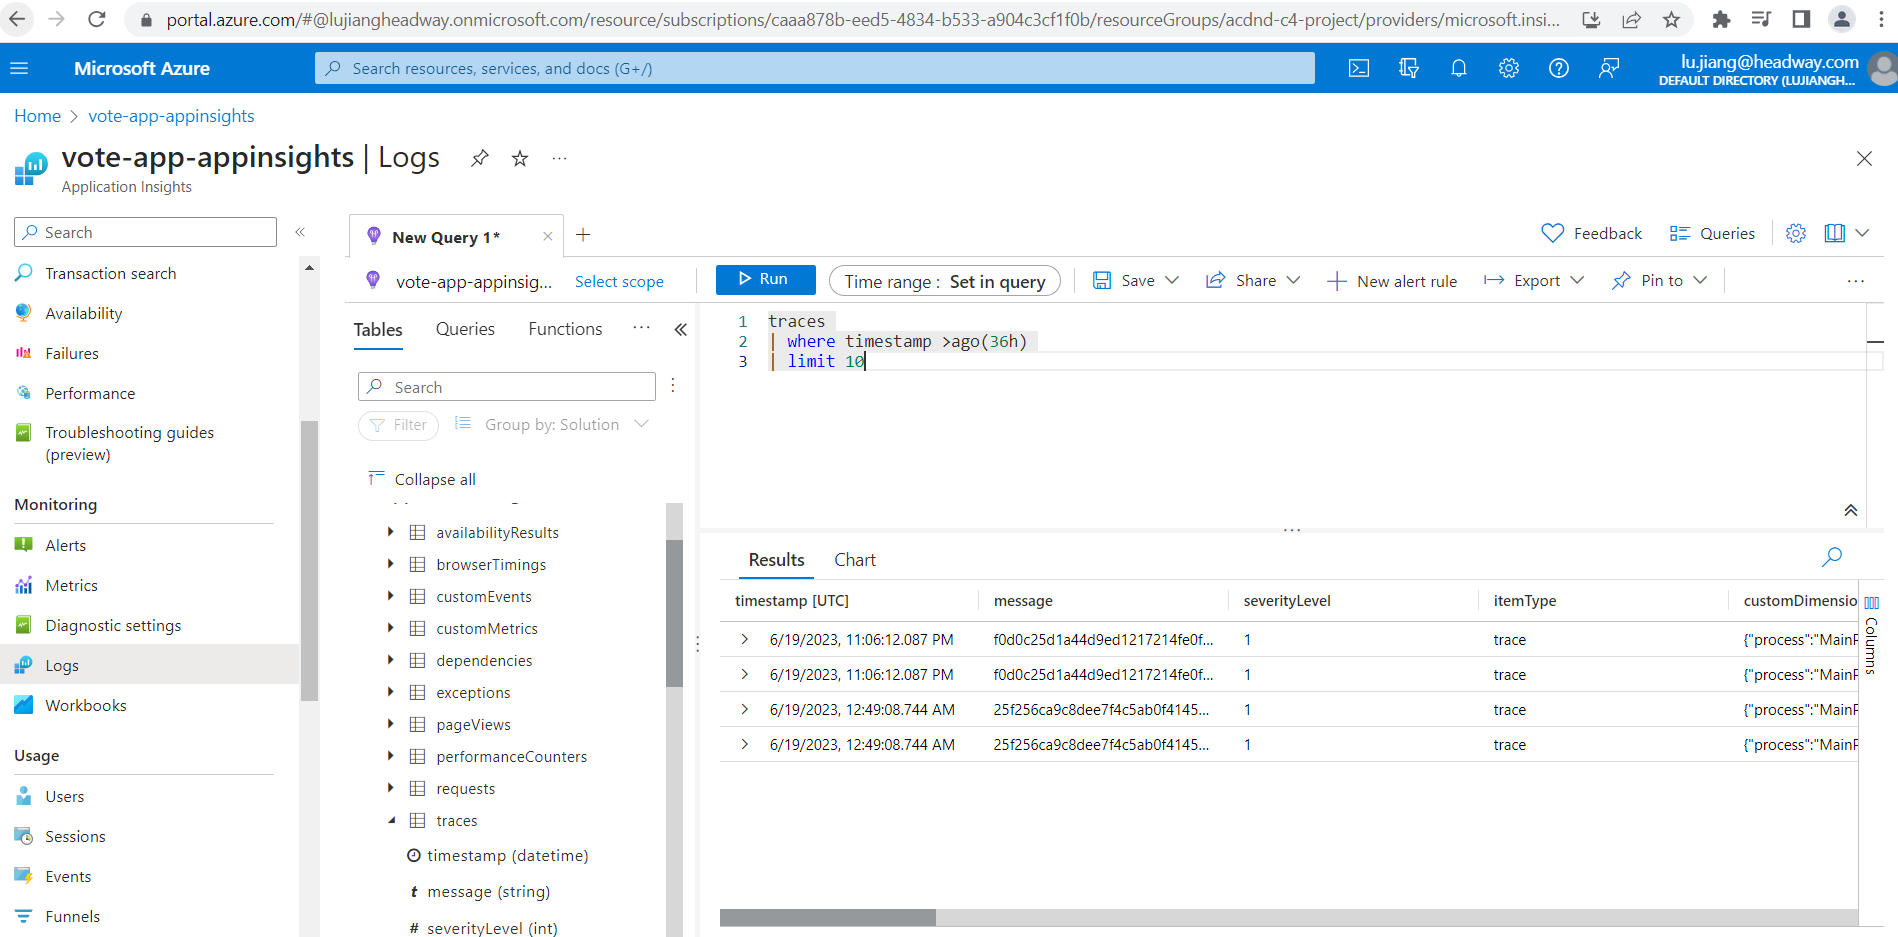 portal.azure.com/#@lujiangheadway.onmicrosoft.com/resource/subscriptions/caaa878b-eed5-4834-b533-a904c3cf1f0b/resourceGroups/acdnd-c4-project/providers/microsoft.insi...
Microsoft Azure
Search resources, services, and docs (G+/)
lu.jiang@headway.com
DEFAULT DIRECTORY (LUJIANGH...
Home > vote-app-appinsights
vote-app-appinsights | Logs
Application Insights
Search
Transaction search
Availability
Failures
Performance
Troubleshooting guides
(preview)
Monitoring
Alerts
Metrics
Diagnostic settings
Logs
Workbooks
Usage
Users
Sessions
Events
Funnels
New Query 1*
Feedback
Queries
vote-app-appinsig...
Select scope
Run
Time range : Set in query
Save
Share
New alert rule
Export
Pin to
Tables
Queries
Functions
Search
Filter
Group by: Solution
Collapse all
availabilityResults
browserTimings
customEvents
customMetrics
dependencies
exceptions
pageViews
performanceCounters
requests
traces
timestamp (datetime)
t message (string)
# severityLevel (int)
1 traces
2 | where timestamp >ago(36h)
3 | limit 10
Results
Chart
timestamp [UTC] message severityLevel itemType customDimensio
6/19/2023, 11:06:12.087 PM f0d0c25d1a44d9ed1217214fe0f... 1 trace {"process":"MainP
6/19/2023, 11:06:12.087 PM f0d0c25d1a44d9ed1217214fe0f... 1 trace {"process":"MainP
6/19/2023, 12:49:08.744 AM 25f256ca9c8dee7f4c5ab0f4145... 1 trace {"process":"MainP
6/19/2023, 12:49:08.744 AM 25f256ca9c8dee7f4c5ab0f4145... 1 trace {"process":"MainP
Columns